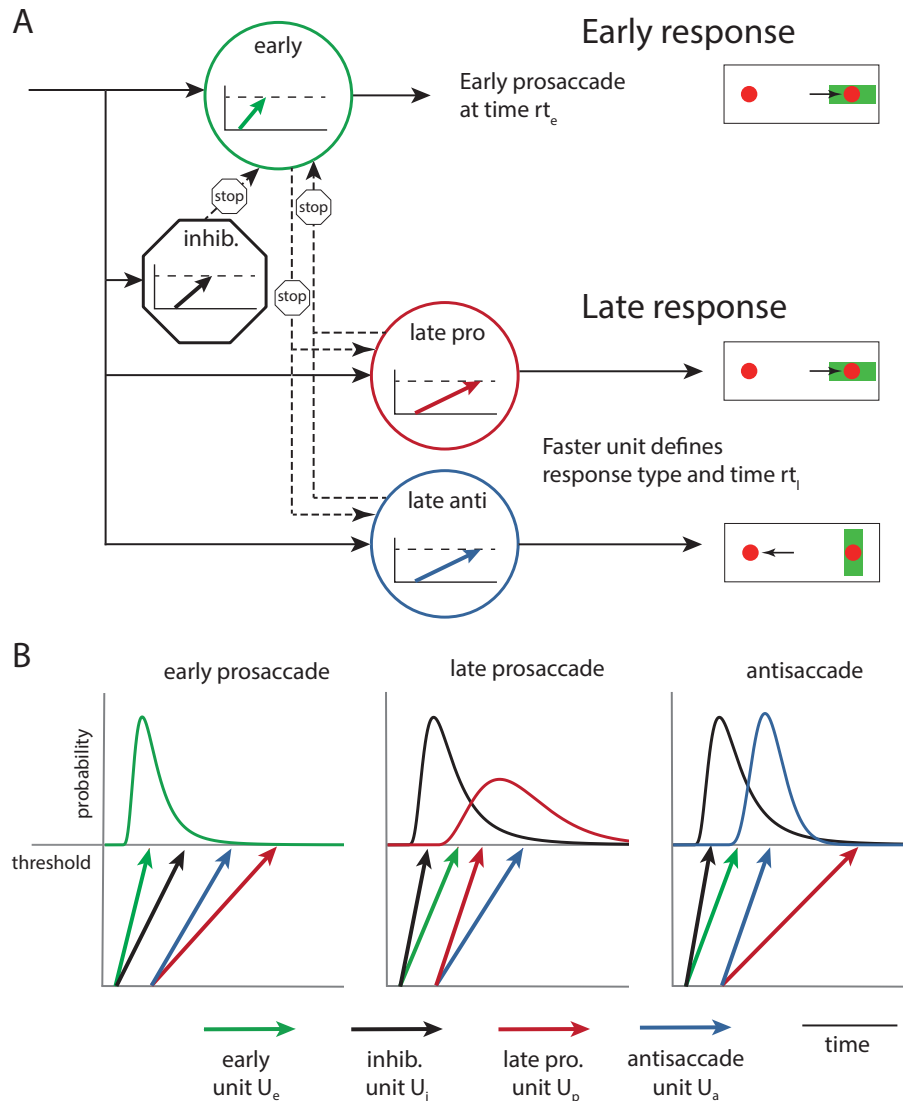 A
early
Early response
Early prosaccade
at time rt_e
stop
stop
inhib.
stop
late pro
Late response
Faster unit defines
response type and time rt_l
late anti
B
early prosaccade
late prosaccade
antisaccade
probability
threshold
early
unit U_e
inhib.
unit U_i
late pro.
unit U_p
antisaccade
unit U_a
time